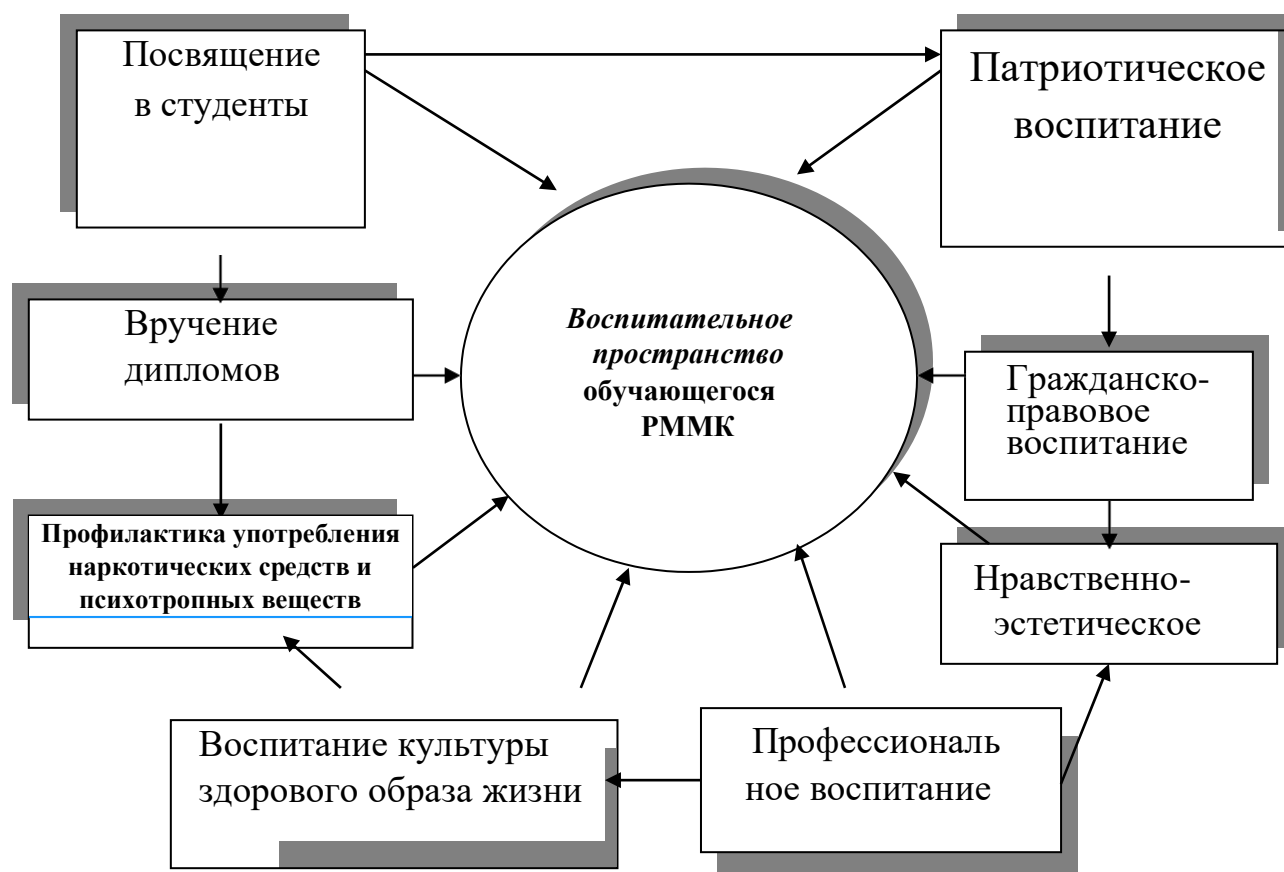 Посвящение
в студенты
Патриотическое
воспитание
Вручение
дипломов
Воспитательное
пространство
обучающегося
РММК
Гражданско-
правовое
воспитание
Профилактика употребления
наркотических средств и
психотропных веществ
Нравственно-
эстетическое
Воспитание культуры
здорового образа жизни
Профессиональ
ное воспитание